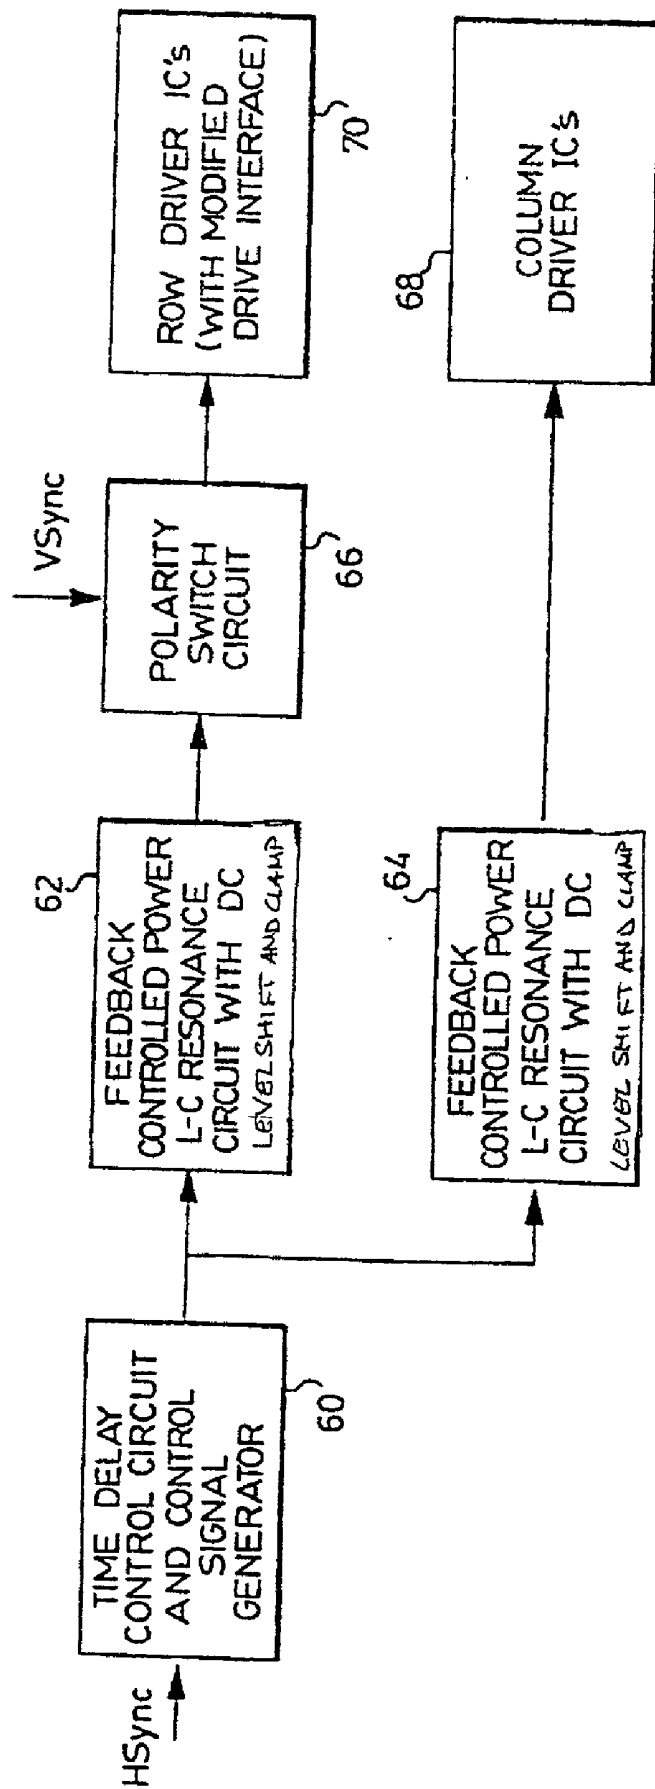 HSync
TIME DELAY
CONTROL CIRCUIT
AND CONTROL
SIGNAL
GENERATOR
60
FEEDBACK
CONTROLLED POWER
L-C RESONANCE
CIRCUIT WITH DC
LEVEL SHIFT AND CLAMP
62
VSync
POLARITY
SWITCH
CIRCUIT
66
ROW DRIVER IC's
(WITH MODIFIED
DRIVE INTERFACE)
70
FEEDBACK
CONTROLLED POWER
L-C RESONANCE
CIRCUIT WITH DC
LEVEL SHIFT AND CLAMP
64
COLUMN
DRIVER IC's
68